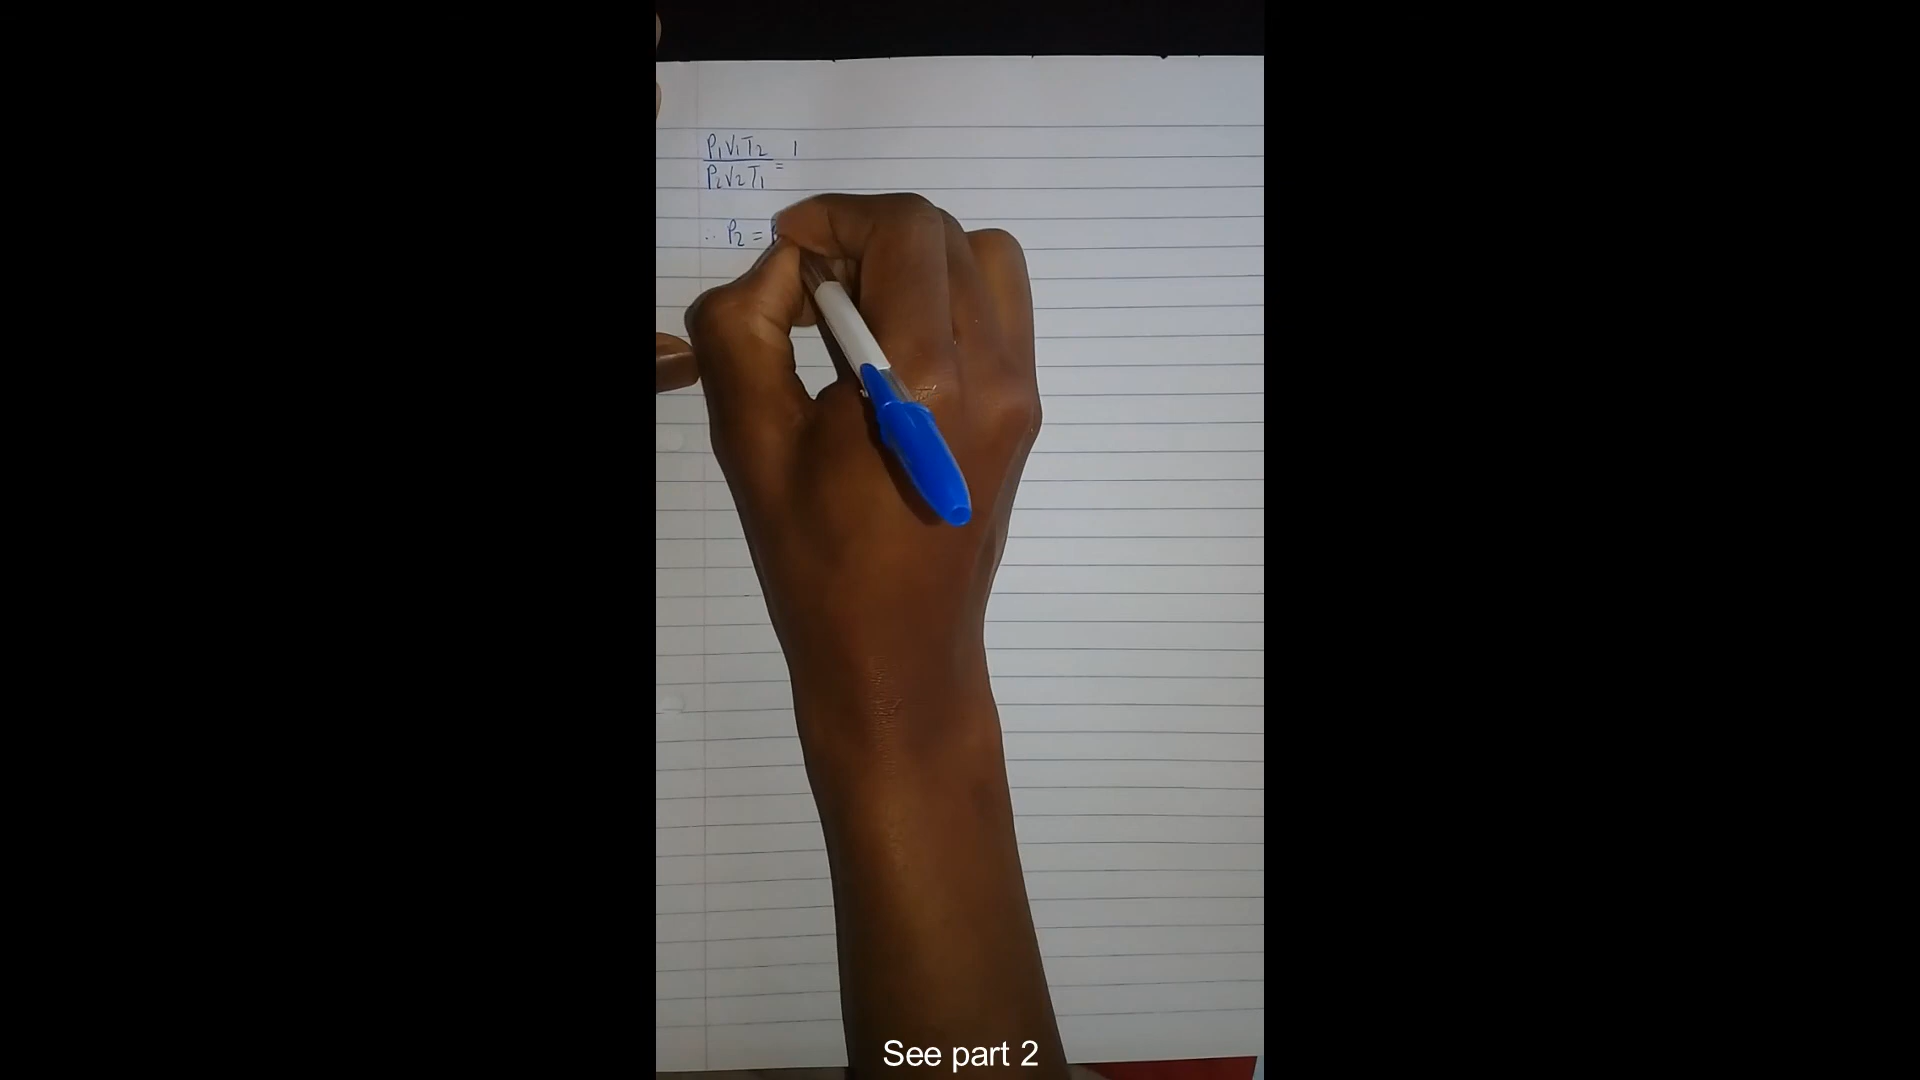 P₁V₁T₂ / P₂V₂T₁ = 1
∴ P₂ = P
See part 2